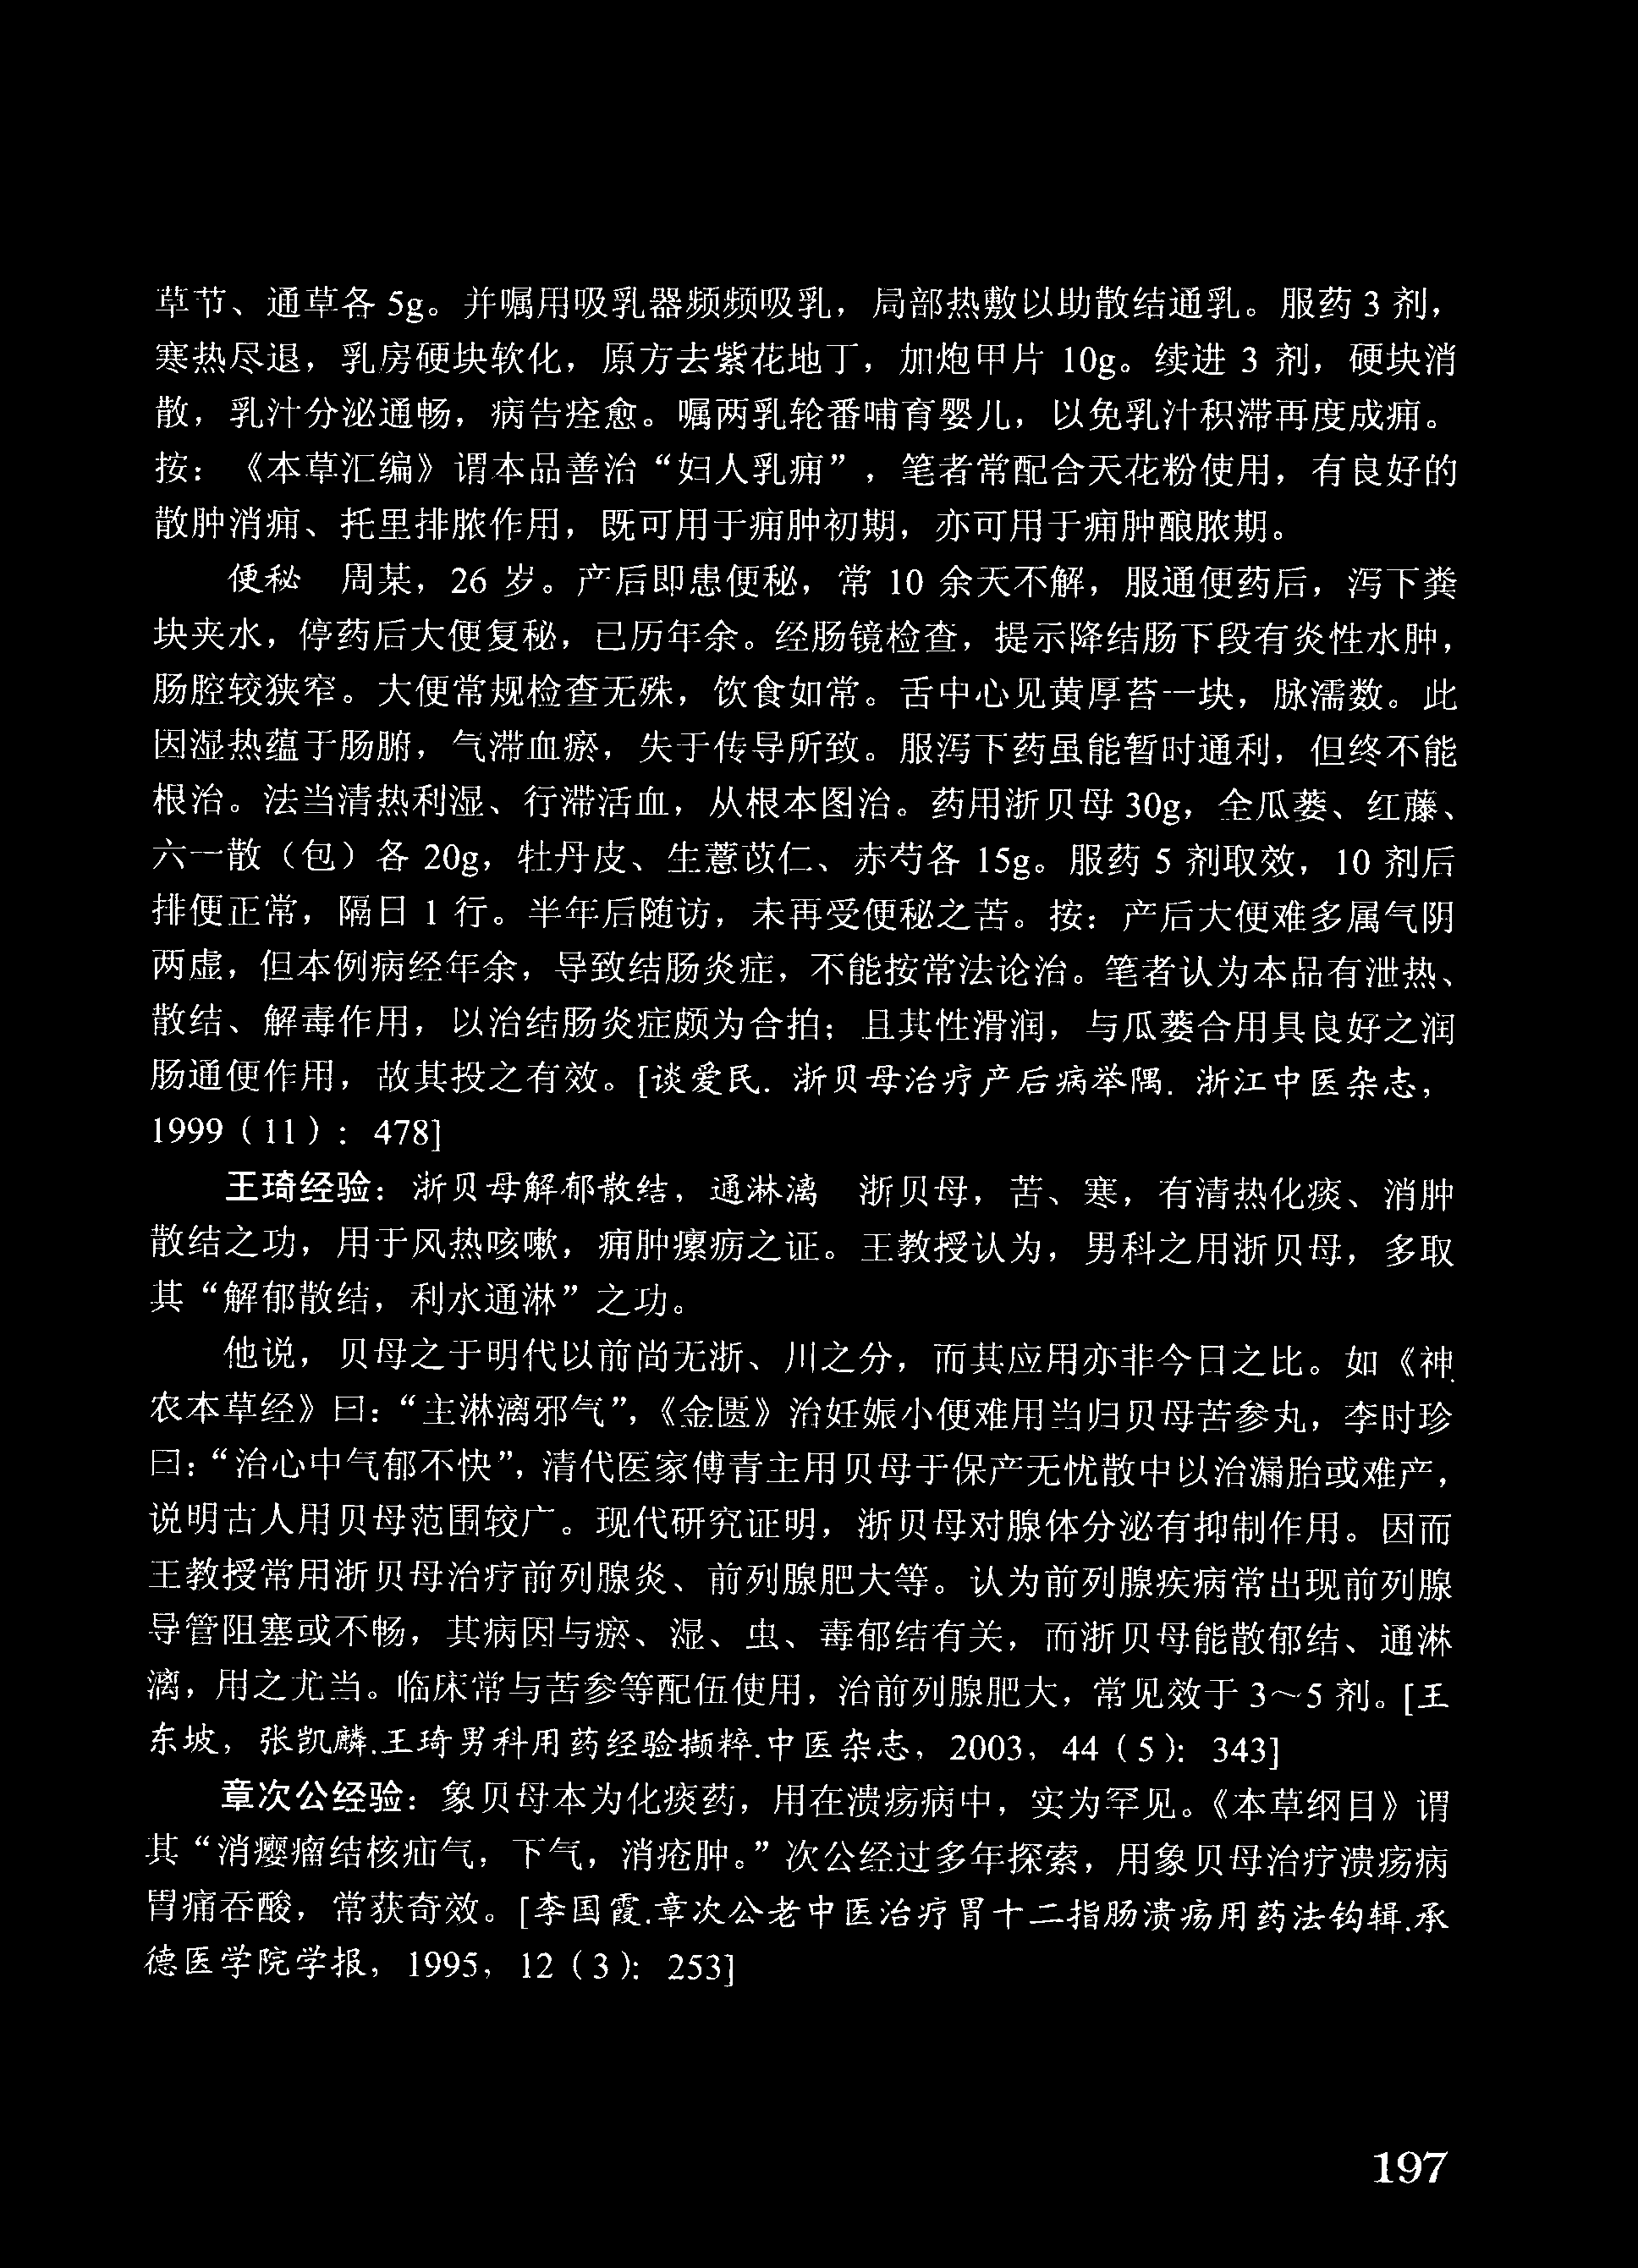 草节、通草各 5g。并嘱用吸乳器频频吸乳，局部热敷以助散结通乳。服药 3 剂，
寒热尽退，乳房硬块软化，原方去紫花地丁，加炮甲片 10g。续进 3 剂，硬块消
散，乳汁分泌通畅，病告痊愈。嘱两乳轮番哺育婴儿，以免乳汁积滞再度成痈。
按：《本草汇编》谓本品善治“妇人乳痈”，笔者常配合天花粉使用，有良好的
散肿消痈、托里排脓作用，既可用于痈肿初期，亦可用于痈肿酿脓期。
便秘　周某，26 岁。产后即患便秘，常 10 余天不解，服通便药后，泻下粪
块夹水，停药后大便复秘，已历年余。经肠镜检查，提示降结肠下段有炎性水肿，
肠腔较狭窄。大便常规检查无殊，饮食如常。舌中心见黄厚苔一块，脉濡数。此
因湿热蕴于肠腑，气滞血瘀，失于传导所致。服泻下药虽能暂时通利，但终不能
根治。法当清热利湿、行滞活血，从根本图治。药用浙贝母 30g，全瓜蒌、红藤、
六一散（包）各 20g，牡丹皮、生薏苡仁、赤芍各 15g。服药 5 剂取效，10 剂后
排便正常，隔日 1 行。半年后随访，未再受便秘之苦。按：产后大便难多属气阴
两虚，但本例病经年余，导致结肠炎症，不能按常法论治。笔者认为本品有泄热、
散结、解毒作用，以治结肠炎症颇为合拍；且其性滑润，与瓜蒌合用具良好之润
肠通便作用，故其投之有效。[谈爱民. 浙贝母治疗产后病举隅. 浙江中医杂志，
1999（11）：478]
王琦经验：浙贝母解郁散结，通淋漓　浙贝母，苦、寒，有清热化痰、消肿
散结之功，用于风热咳嗽，痈肿瘰疬之证。王教授认为，男科之用浙贝母，多取
其“解郁散结，利水通淋”之功。
他说，贝母之于明代以前尚无浙、川之分，而其应用亦非今日之比。如《神
农本草经》曰：“主淋漓邪气”，《金匮》治妊娠小便难用当归贝母苦参丸，李时珍
曰：“治心中气郁不快”，清代医家傅青主用贝母于保产无忧散中以治漏胎或难产，
说明古人用贝母范围较广。现代研究证明，浙贝母对腺体分泌有抑制作用。因而
王教授常用浙贝母治疗前列腺炎、前列腺肥大等。认为前列腺疾病常出现前列腺
导管阻塞或不畅，其病因与瘀、湿、虫、毒郁结有关，而浙贝母能散郁结、通淋
漓，用之尤当。临床常与苦参等配伍使用，治前列腺肥大，常见效于 3～5 剂。[王
东坡，张凯麟.王琦男科用药经验撷粹.中医杂志，2003，44（5）：343]
章次公经验：象贝母本为化痰药，用在溃疡病中，实为罕见。《本草纲目》谓
其“消瘿瘤结核疝气，下气，消疮肿。”次公经过多年探索，用象贝母治疗溃疡病
胃痛吞酸，常获奇效。[李国霞.章次公老中医治疗胃十二指肠溃疡用药法钩辑.承
德医学院学报，1995，12（3）：253]
197